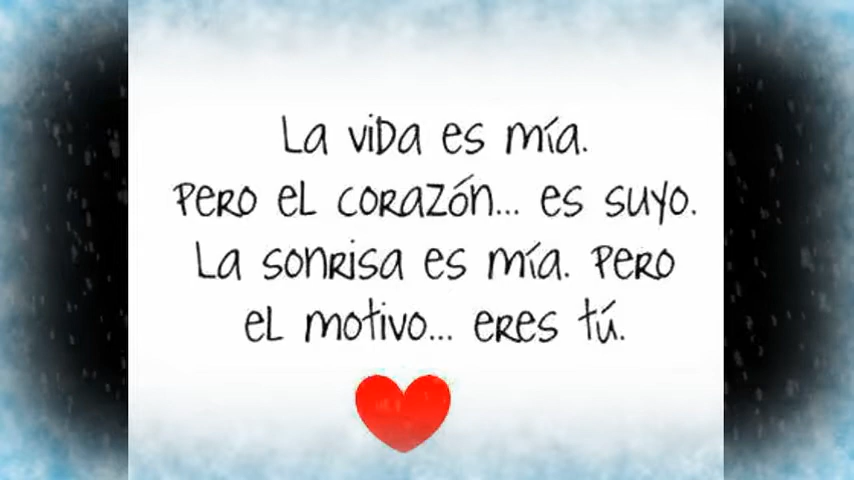 La vida es mía.
Pero el corazón... es suyo.
La sonrisa es mía. Pero
el motivo... eres tú.